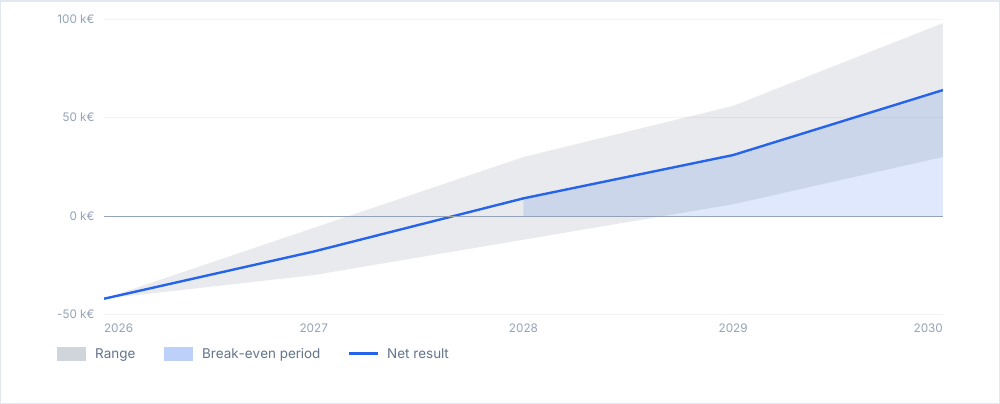 100 k€
50 k€
0 k€
-50 k€
2026 2027 2028 2029 2030
Range Break-even period Net result